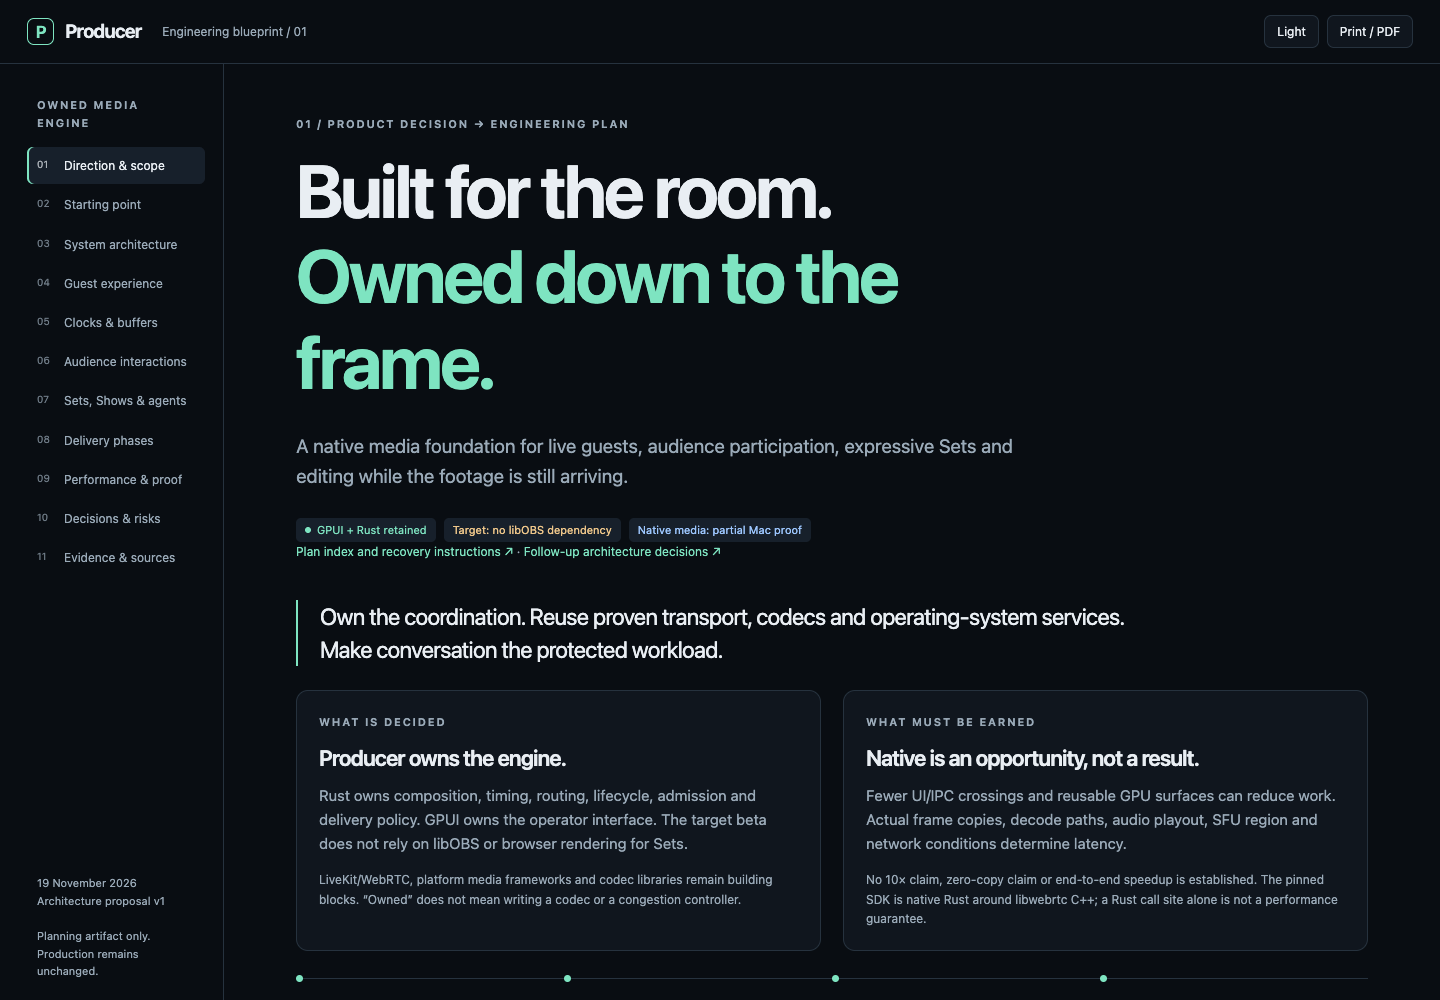 P Producer Engineering blueprint / 01
Light
Print / PDF
OWNED MEDIA
ENGINE
01 Direction & scope
02 Starting point
03 System architecture
04 Guest experience
05 Clocks & buffers
06 Audience interactions
07 Sets, Shows & agents
08 Delivery phases
09 Performance & proof
10 Decisions & risks
11 Evidence & sources
19 November 2026
Architecture proposal v1
Planning artifact only.
Production remains
unchanged.
01 / PRODUCT DECISION → ENGINEERING PLAN
Built for the room.
Owned down to the
frame.
A native media foundation for live guests, audience participation, expressive Sets and
editing while the footage is still arriving.
GPUI + Rust retained
Target: no libOBS dependency
Native media: partial Mac proof
Plan index and recovery instructions ↗ · Follow-up architecture decisions ↗
Own the coordination. Reuse proven transport, codecs and operating-system services.
Make conversation the protected workload.
WHAT IS DECIDED
Producer owns the engine.
Rust owns composition, timing, routing, lifecycle, admission and
delivery policy. GPUI owns the operator interface. The target beta
does not rely on libOBS or browser rendering for Sets.
LiveKit/WebRTC, platform media frameworks and codec libraries remain building
blocks. “Owned” does not mean writing a codec or a congestion controller.
WHAT MUST BE EARNED
Native is an opportunity, not a result.
Fewer UI/IPC crossings and reusable GPU surfaces can reduce work.
Actual frame copies, decode paths, audio playout, SFU region and
network conditions determine latency.
No 10× claim, zero-copy claim or end-to-end speedup is established. The pinned
SDK is native Rust around libwebrtc C++; a Rust call site alone is not a performance
guarantee.